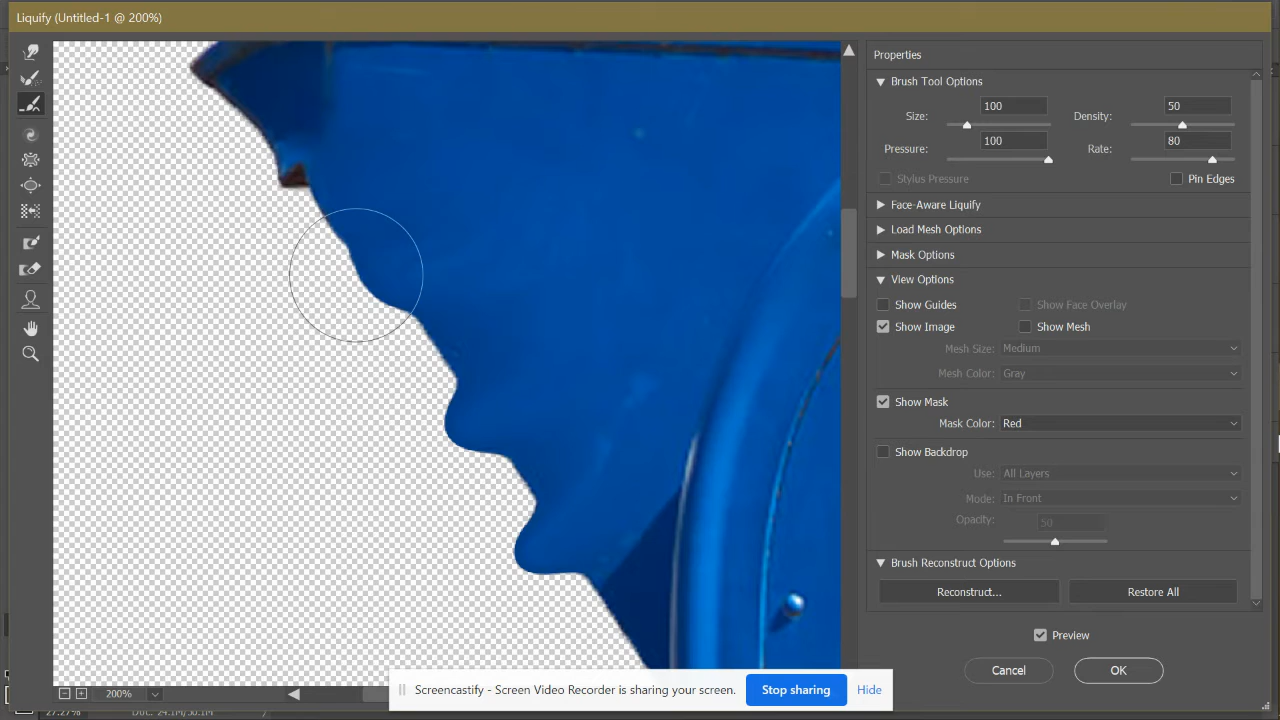 Liquify (Untitled-1 @ 200%)
Properties
Brush Tool Options
Size: 100 Density: 50
Pressure: 100 Rate: 80
Stylus Pressure Pin Edges
Face-Aware Liquify
Load Mesh Options
Mask Options
View Options
Show Guides Show Face Overlay
Show Image Show Mesh
Mesh Size: Medium
Mesh Color: Gray
Show Mask
Mask Color: Red
Show Backdrop
Use: All Layers
Mode: In Front
Opacity: 50
Brush Reconstruct Options
Reconstruct... Restore All
Preview
Cancel OK
200%
Screencastify - Screen Video Recorder is sharing your screen. Stop sharing Hide
27.27%